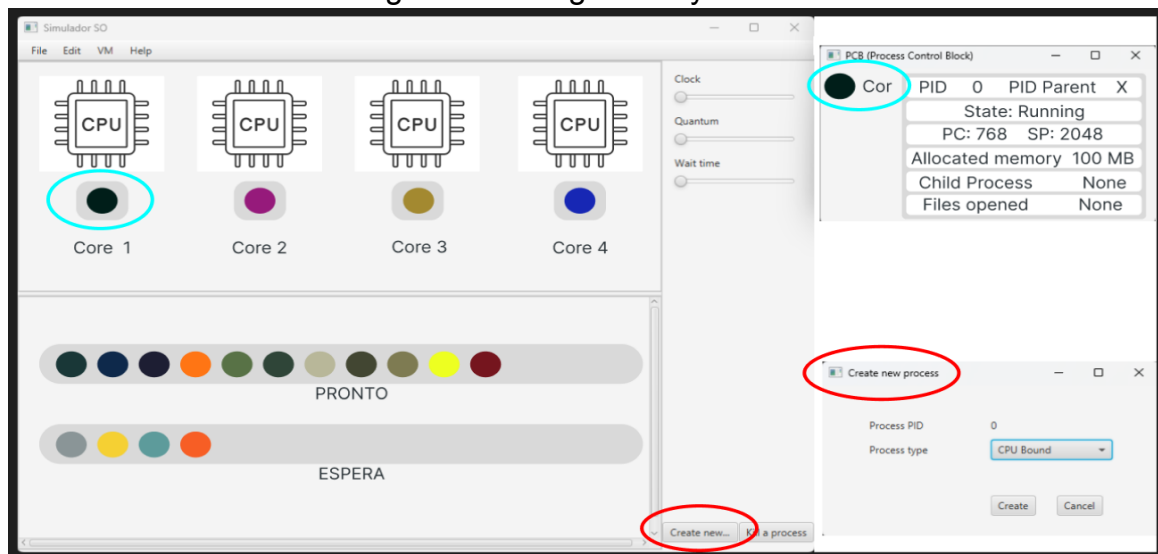 Simulador SO
File Edit VM Help
CPU CPU CPU CPU
Core 1 Core 2 Core 3 Core 4
PRONTO
ESPERA
Clock
Quantum
Wait time
Create new... a process
PCB (Process Control Block)
Cor PID 0 PID Parent X
State: Running
PC: 768 SP: 2048
Allocated memory 100 MB
Child Process None
Files opened None
Create new process
Process PID 0
Process type CPU Bound
Create Cancel